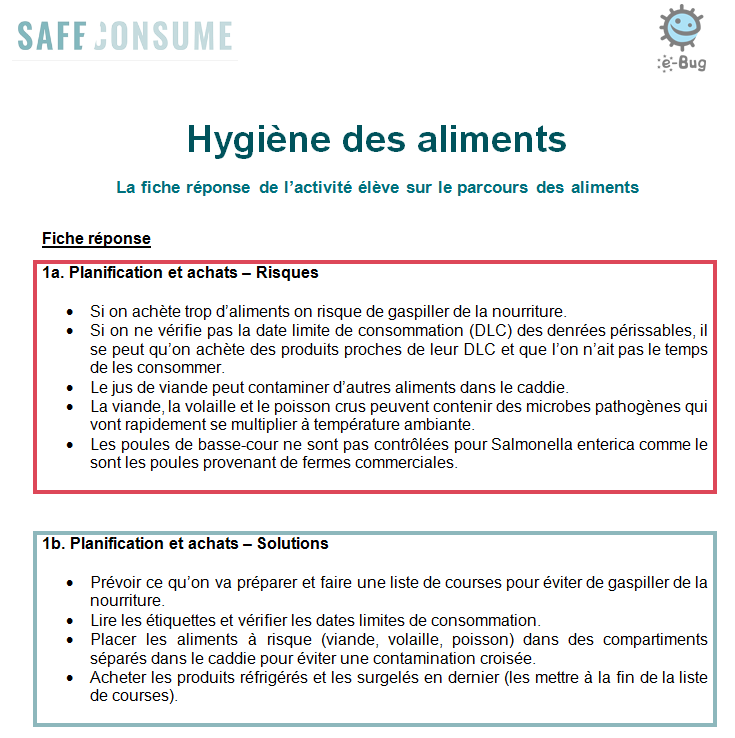 SAFE CONSUME
e-Bug
Hygiène des aliments
La fiche réponse de l’activité élève sur le parcours des aliments
Fiche réponse
1a. Planification et achats – Risques
• Si on achète trop d’aliments on risque de gaspiller de la nourriture.
• Si on ne vérifie pas la date limite de consommation (DLC) des denrées périssables, il
se peut qu’on achète des produits proches de leur DLC et que l’on n’ait pas le temps
de les consommer.
• Le jus de viande peut contaminer d’autres aliments dans le caddie.
• La viande, la volaille et le poisson crus peuvent contenir des microbes pathogènes qui
vont rapidement se multiplier à température ambiante.
• Les poules de basse-cour ne sont pas contrôlées pour Salmonella enterica comme le
sont les poules provenant de fermes commerciales.
1b. Planification et achats – Solutions
• Prévoir ce qu’on va préparer et faire une liste de courses pour éviter de gaspiller de la
nourriture.
• Lire les étiquettes et vérifier les dates limites de consommation.
• Placer les aliments à risque (viande, volaille, poisson) dans des compartiments
séparés dans le caddie pour éviter une contamination croisée.
• Acheter les produits réfrigérés et les surgelés en dernier (les mettre à la fin de la liste
de courses).